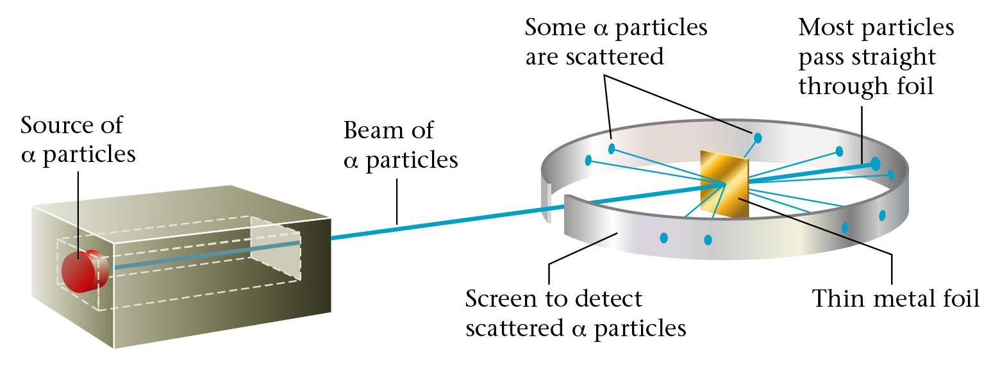 Some α particles
are scattered
Most particles
pass straight
through foil
Source of
α particles
Beam of
α particles
Screen to detect
scattered α particles
Thin metal foil